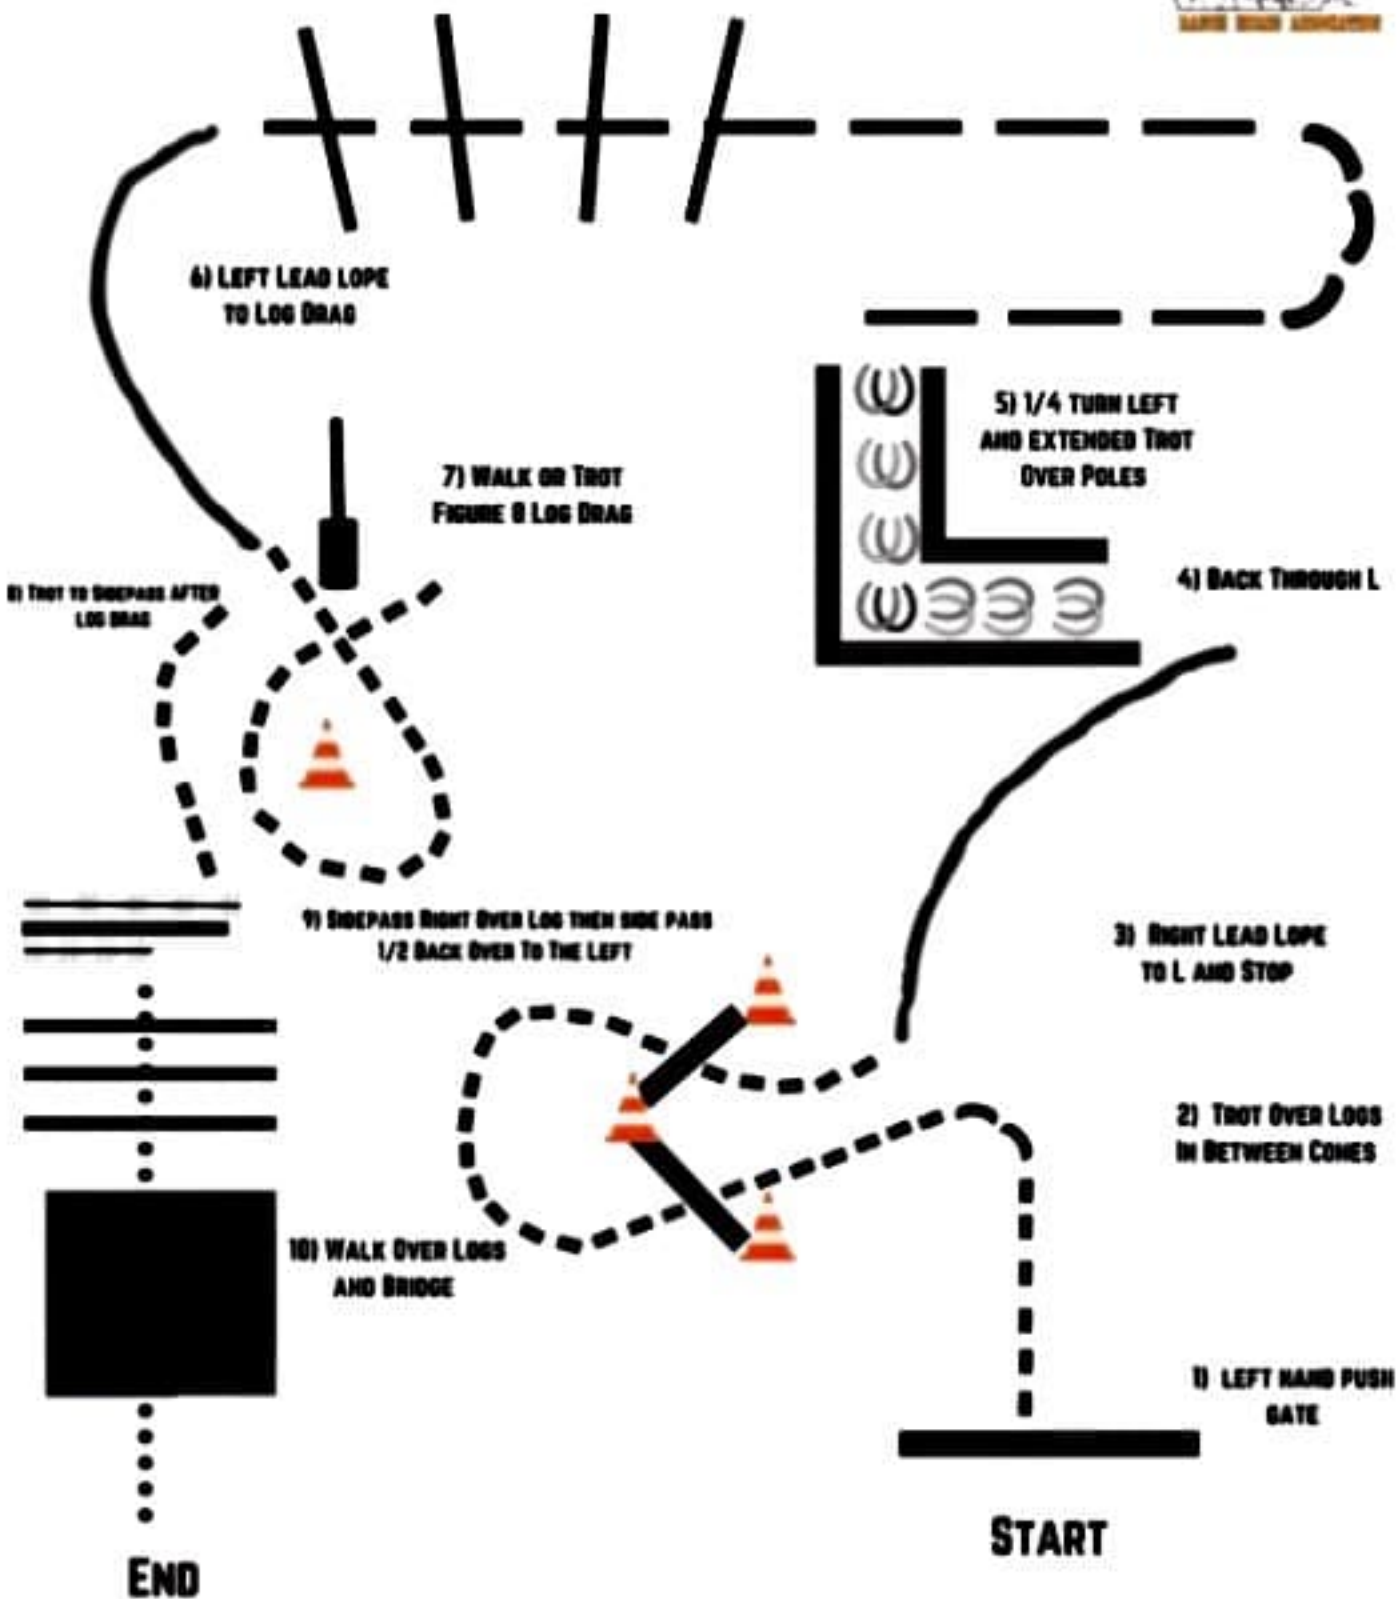 RANCH HORSE ASSOCIATION
6) LEFT LEAD LOPE
TO LOG DRAG
5) 1/4 TURN LEFT
AND EXTENDED TROT
OVER POLES
7) WALK OR TROT
FIGURE 8 LOG DRAG
4) BACK THROUGH L
8) TROT TO SIDEPASS AFTER
LOG DRAG
9) SIDEPASS RIGHT OVER LOG THEN SIDE PASS
1/2 BACK OVER TO THE LEFT
3) RIGHT LEAD LOPE
TO L AND STOP
2) TROT OVER LOGS
IN BETWEEN CONES
10) WALK OVER LOGS
AND BRIDGE
1) LEFT HAND PUSH
GATE
START
END